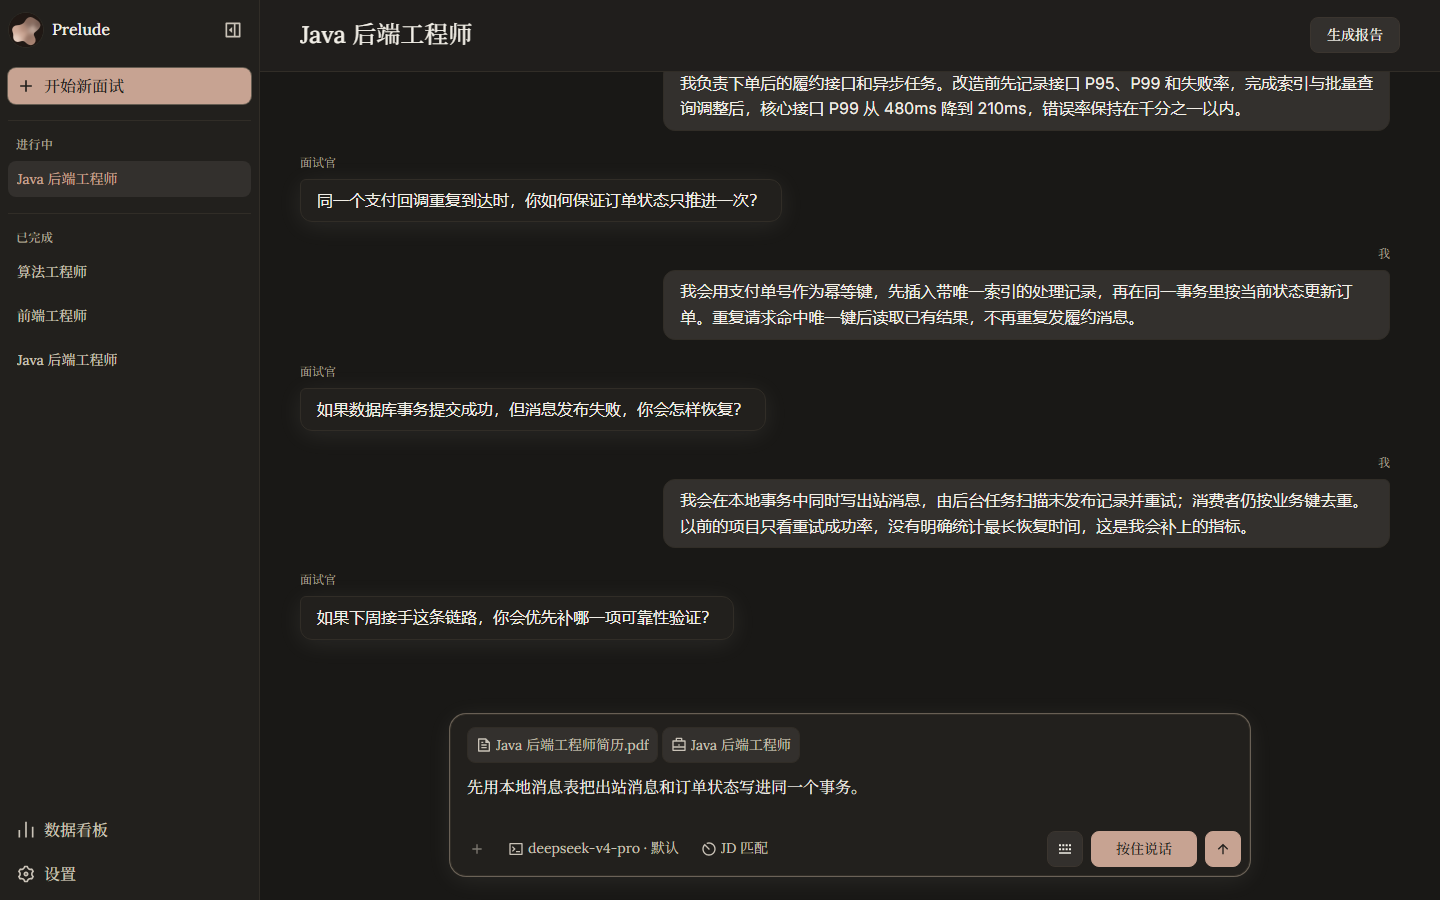 Prelude
开始新面试
进行中
Java 后端工程师
已完成
算法工程师
前端工程师
Java 后端工程师
数据看板
设置
Java 后端工程师
生成报告
我负责下单后的履约接口和异步任务。改造前先记录接口 P95、P99 和失败率，完成索引与批量查
询调整后，核心接口 P99 从 480ms 降到 210ms，错误率保持在千分之一以内。
面试官
同一个支付回调重复到达时，你如何保证订单状态只推进一次？
我
我会用支付单号作为幂等键，先插入带唯一索引的处理记录，再在同一事务里按当前状态更新订
单。重复请求命中唯一键后读取已有结果，不再重复发履约消息。
面试官
如果数据库事务提交成功，但消息发布失败，你会怎样恢复？
我
我会在本地事务中同时写出站消息，由后台任务扫描未发布记录并重试；消费者仍按业务键去重。
以前的项目只看重试成功率，没有明确统计最长恢复时间，这是我会补上的指标。
面试官
如果下周接手这条链路，你会优先补哪一项可靠性验证？
Java 后端工程师简历.pdf
Java 后端工程师
先用本地消息表把出站消息和订单状态写进同一个事务。
deepseek-v4-pro · 默认
JD 匹配
按住说话